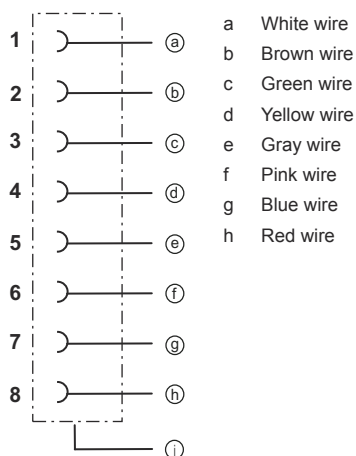 1 a
2 b
3 c
4 d
5 e
6 f
7 g
8 h
i
a White wire
b Brown wire
c Green wire
d Yellow wire
e Gray wire
f Pink wire
g Blue wire
h Red wire